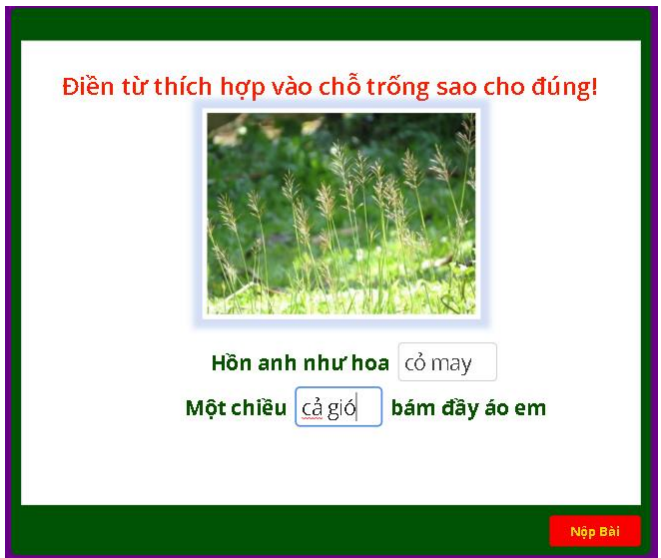 Điền từ thích hợp vào chỗ trống sao cho đúng!
Hồn anh như hoa cỏ may
Một chiều cả gió bám đầy áo em
Nộp Bài